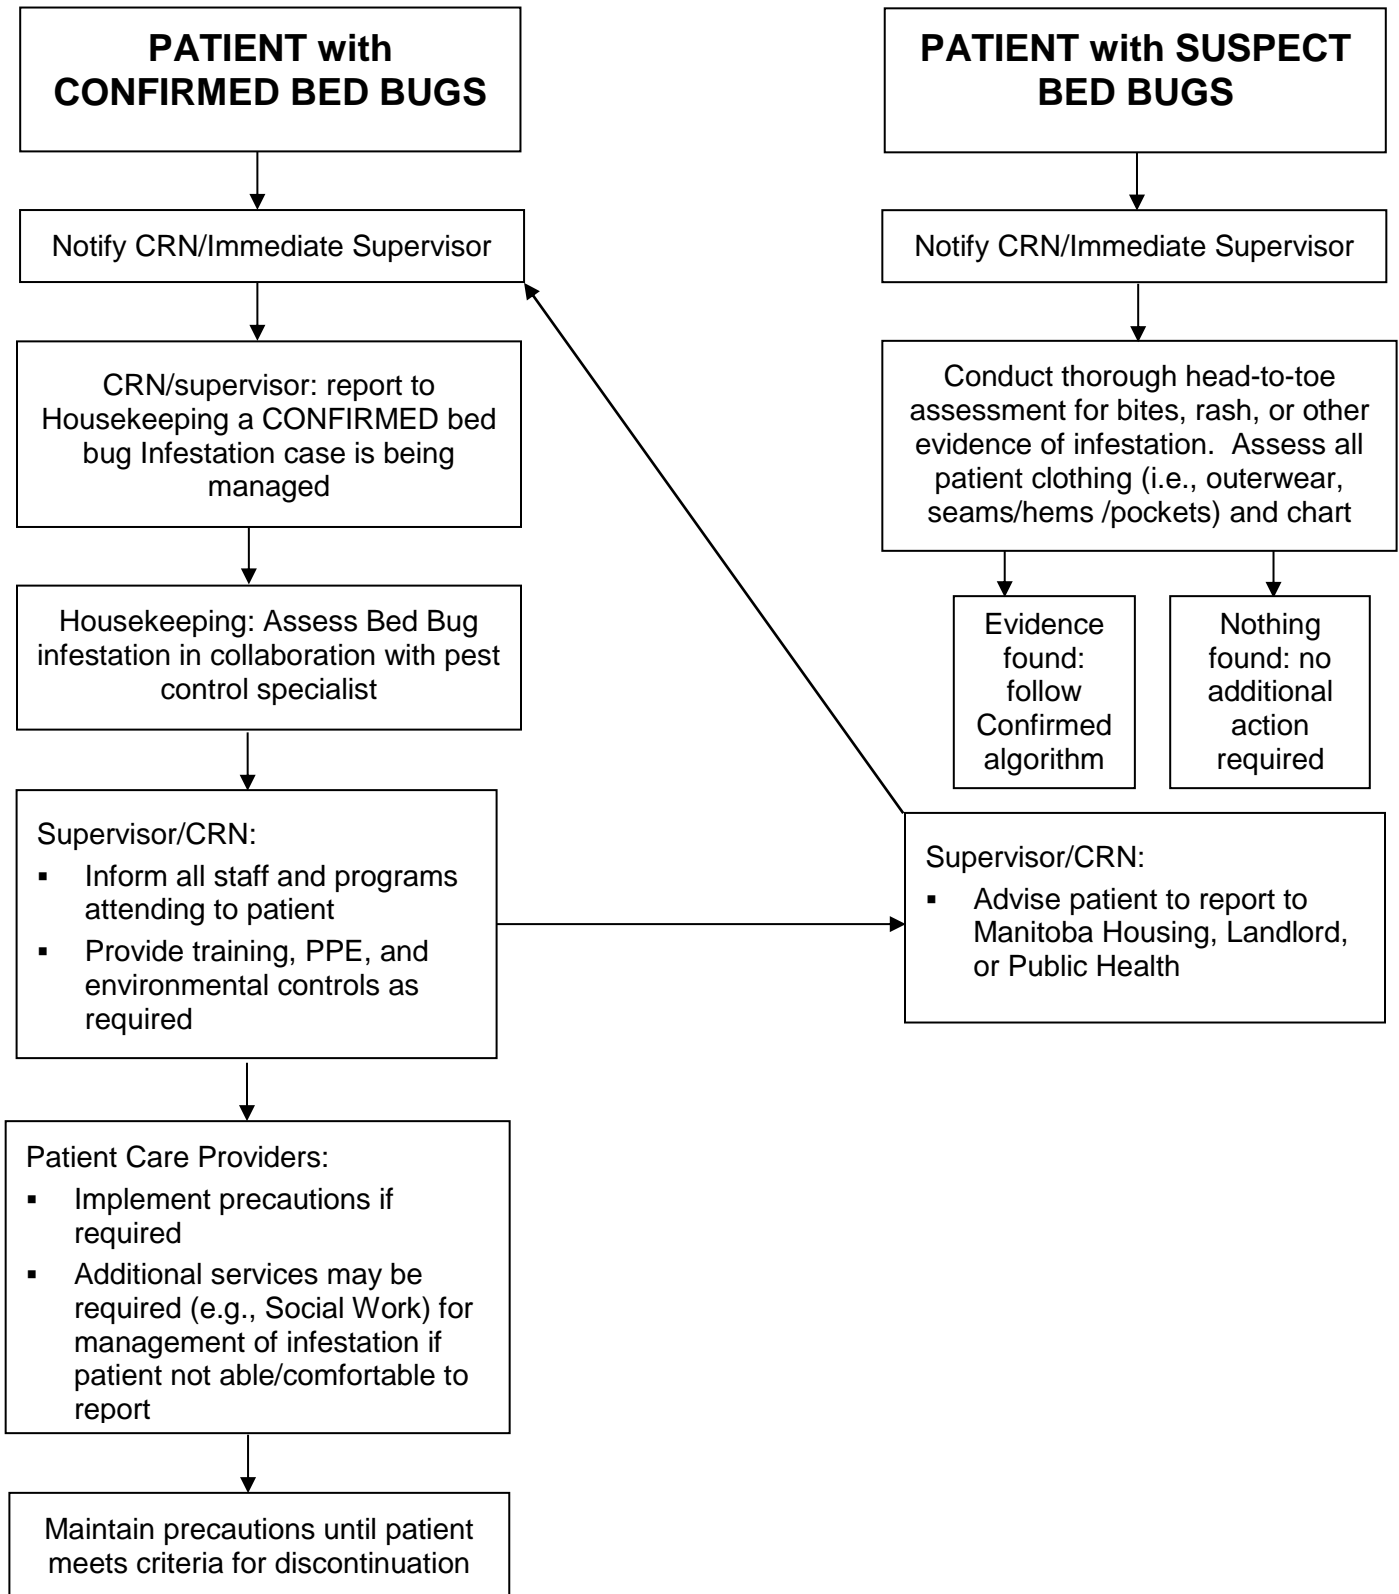 PATIENT with
CONFIRMED BED BUGS
Notify CRN/Immediate Supervisor
CRN/supervisor: report to
Housekeeping a CONFIRMED bed
bug Infestation case is being
managed
Housekeeping: Assess Bed Bug
infestation in collaboration with pest
control specialist
Supervisor/CRN:
▪ Inform all staff and programs
attending to patient
▪ Provide training, PPE, and
environmental controls as
required
Patient Care Providers:
▪ Implement precautions if
required
▪ Additional services may be
required (e.g., Social Work) for
management of infestation if
patient not able/comfortable to
report
Maintain precautions until patient
meets criteria for discontinuation
PATIENT with SUSPECT
BED BUGS
Notify CRN/Immediate Supervisor
Conduct thorough head-to-toe
assessment for bites, rash, or other
evidence of infestation.  Assess all
patient clothing (i.e., outerwear,
seams/hems /pockets) and chart
Evidence
found:
follow
Confirmed
algorithm
Nothing
found: no
additional
action
required
Supervisor/CRN:
▪ Advise patient to report to
Manitoba Housing, Landlord,
or Public Health